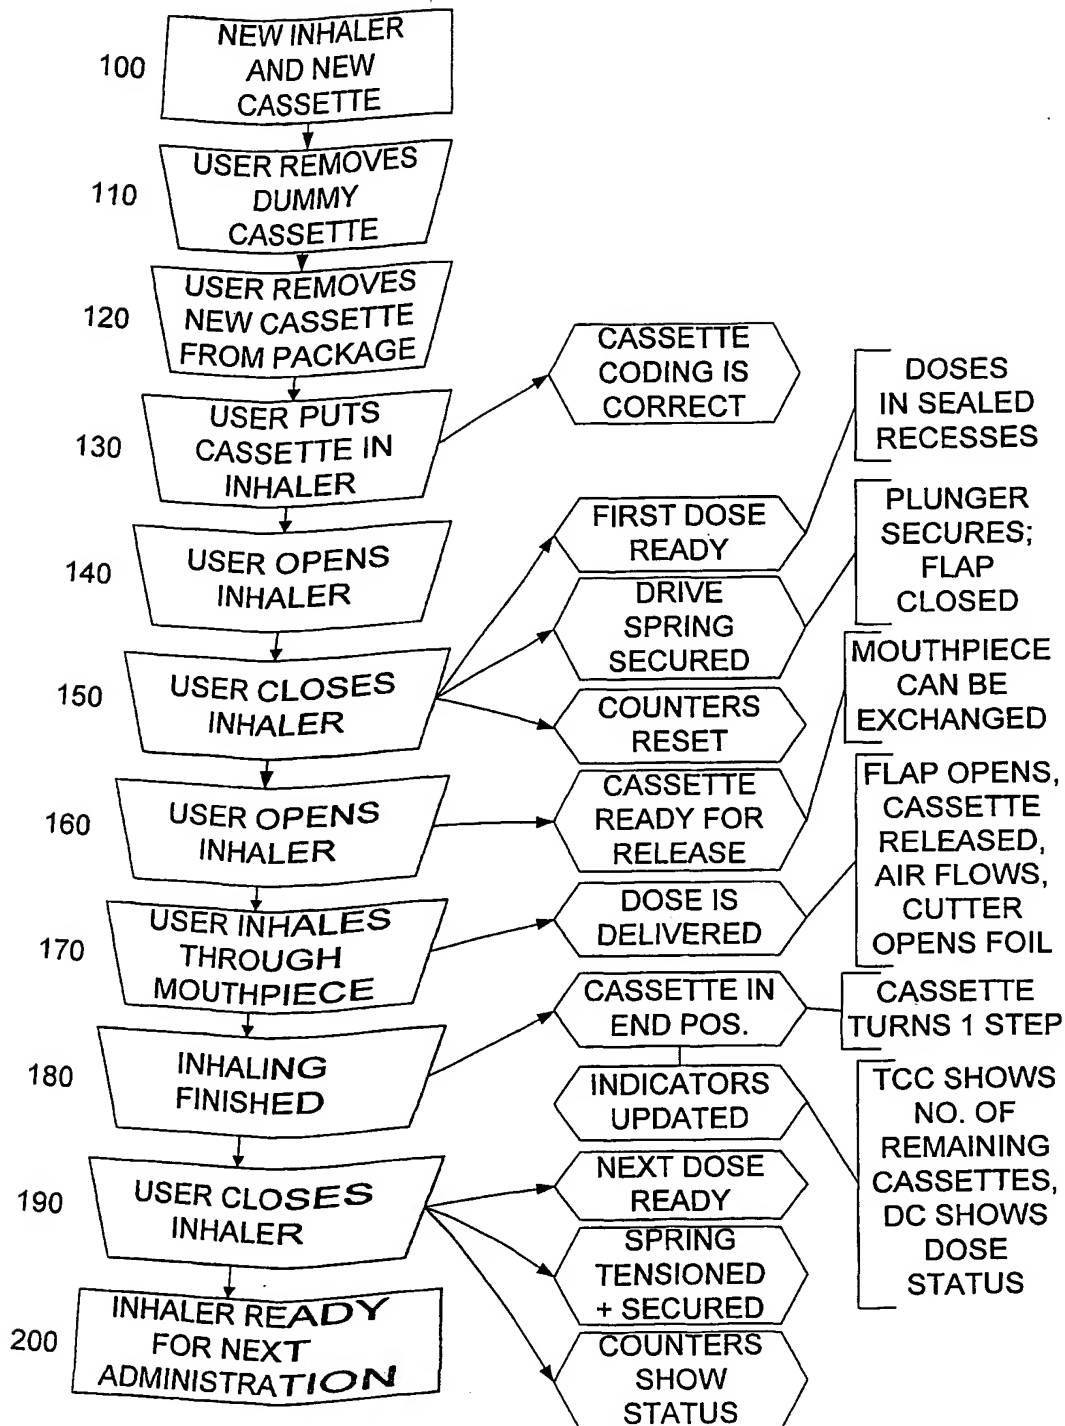 100
NEW INHALER
AND NEW
CASSETTE
110
USER REMOVES
DUMMY
CASSETTE
120
USER REMOVES
NEW CASSETTE
FROM PACKAGE
130
USER PUTS
CASSETTE IN
INHALER
CASSETTE
CODING IS
CORRECT
140
USER OPENS
INHALER
150
USER CLOSES
INHALER
FIRST DOSE
READY
DOSES
IN SEALED
RECESSES
DRIVE
SPRING
SECURED
PLUNGER
SECURES;
FLAP
CLOSED
COUNTERS
RESET
160
USER OPENS
INHALER
CASSETTE
READY FOR
RELEASE
MOUTHPIECE
CAN BE
EXCHANGED
170
USER INHALES
THROUGH
MOUTHPIECE
DOSE IS
DELIVERED
FLAP OPENS,
CASSETTE
RELEASED,
AIR FLOWS,
CUTTER
OPENS FOIL
180
INHALING
FINISHED
CASSETTE IN
END POS.
CASSETTE
TURNS 1 STEP
INDICATORS
UPDATED
TCC SHOWS
NO. OF
REMAINING
CASSETTES,
DC SHOWS
DOSE
STATUS
190
USER CLOSES
INHALER
NEXT DOSE
READY
SPRING
TENSIONED
+ SECURED
COUNTERS
SHOW
STATUS
200
INHALER READY
FOR NEXT
ADMINISTRATION